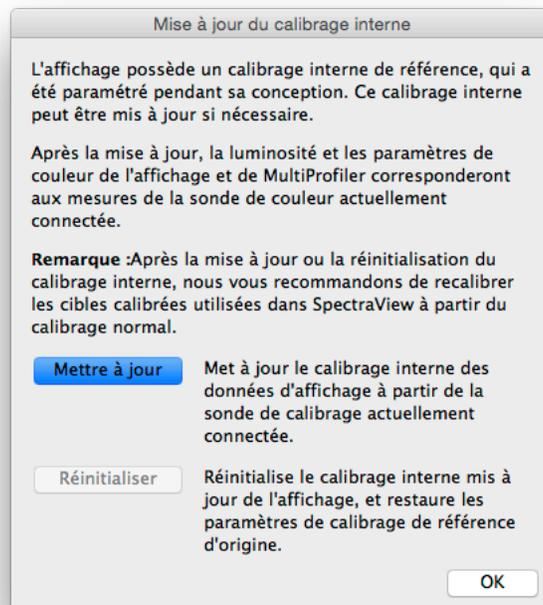 Mise à jour du calibrage interne
L'affichage possède un calibrage interne de référence, qui a
été paramétré pendant sa conception. Ce calibrage interne
peut être mis à jour si nécessaire.
Après la mise à jour, la luminosité et les paramètres de
couleur de l'affichage et de MultiProfiler correspondront
aux mesures de la sonde de couleur actuellement
connectée.
Remarque :Après la mise à jour ou la réinitialisation du
calibrage interne, nous vous recommandons de recalibrer
les cibles calibrées utilisées dans SpectraView à partir du
calibrage normal.
Mettre à jour
Met à jour le calibrage interne des
données d'affichage à partir de la
sonde de calibrage actuellement
connectée.
Réinitialiser
Réinitialise le calibrage interne mis à
jour de l'affichage, et restaure les
paramètres de calibrage de référence
d'origine.
OK